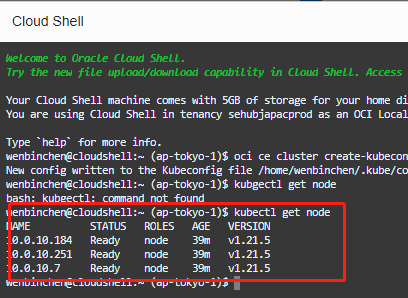 Cloud Shell
Welcome to Oracle Cloud Shell.
Try the new file upload/download capability in Cloud Shell. Access
Your Cloud Shell machine comes with 5GB of storage for your home di
You are using Cloud Shell in tenancy sehubjapacprod as an OCI Local
Type `help` for more info.
wenbinchen@cloudshell:~ (ap-tokyo-1)$ oci ce cluster create-kubecon
New config written to the Kubeconfig file /home/wenbinchen/.kube/co
wenbinchen@cloudshell:~ (ap-tokyo-1)$ kubgectl get node
bash: kubgectl: command not found
wenbinchen@cloudshell:~ (ap-tokyo-1)$ kubectl get node
NAME STATUS ROLES AGE VERSION
10.0.10.184 Ready node 39m v1.21.5
10.0.10.251 Ready node 39m v1.21.5
10.0.10.7 Ready node 39m v1.21.5
wenbinchen@cloudshell:~ (ap-tokyo-1)$